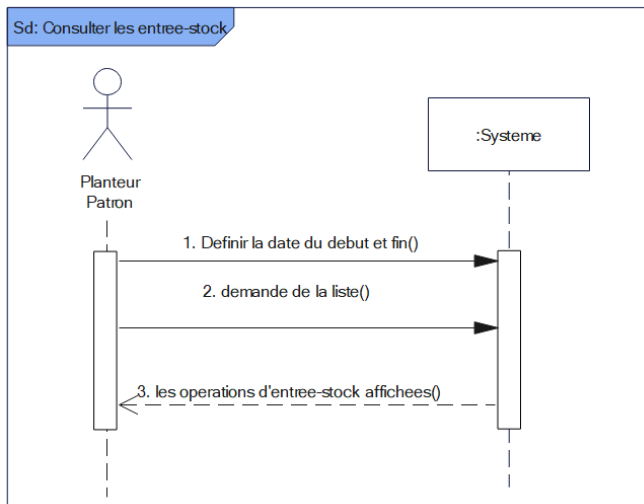 Sd: Consulter les entree-stock
:Systeme
Planteur
Patron
1. Definir la date du debut et fin()
2. demande de la liste()
3. les operations d'entree-stock affichees()